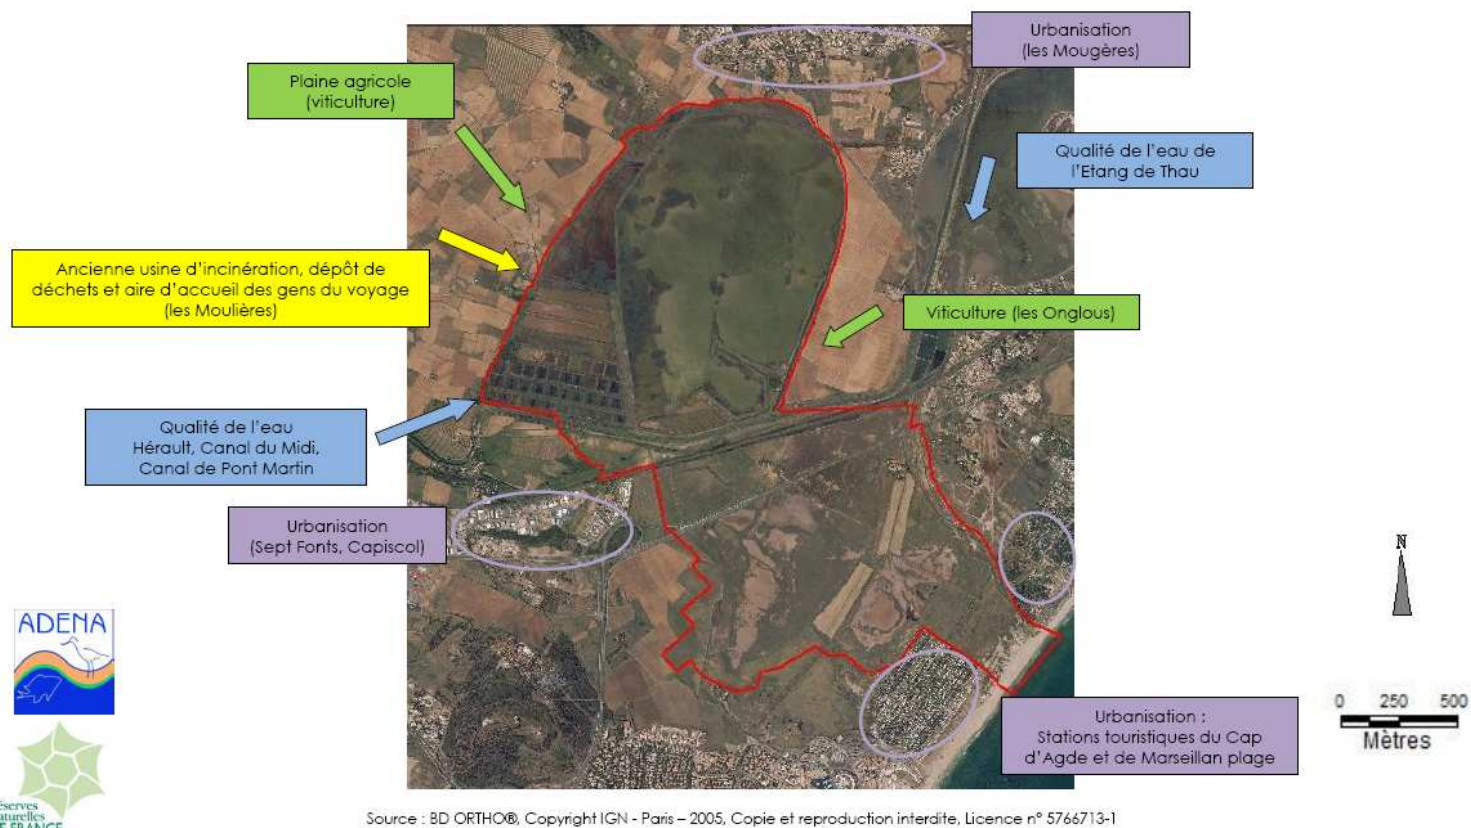 Urbanisation
(les Mougères)
Plaine agricole
(viticulture)
Qualité de l'eau de
l'Etang de Thau
Ancienne usine d'incinération, dépôt de
déchets et aire d'accueil des gens du voyage
(les Moulières)
Viticulture (les Onglous)
Qualité de l'eau
Hérault, Canal du Midi,
Canal de Pont Martin
Urbanisation
(Sept Fonts, Capiscol)
N
ADENA
0 250 500
Mètres
Urbanisation :
Stations touristiques du Cap
d'Agde et de Marseillan plage
Source : BD ORTHO®, Copyright IGN - Paris – 2005, Copie et reproduction interdite, Licence n° 5766713-1